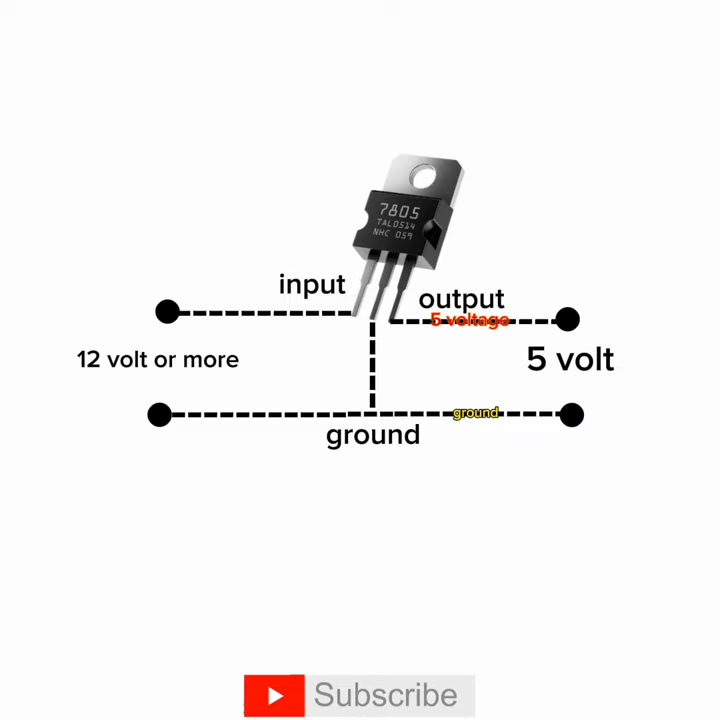 7805
TAL0514
NHC 059
input
output
5 voltage
12 volt or more
5 volt
ground
ground
Subscribe